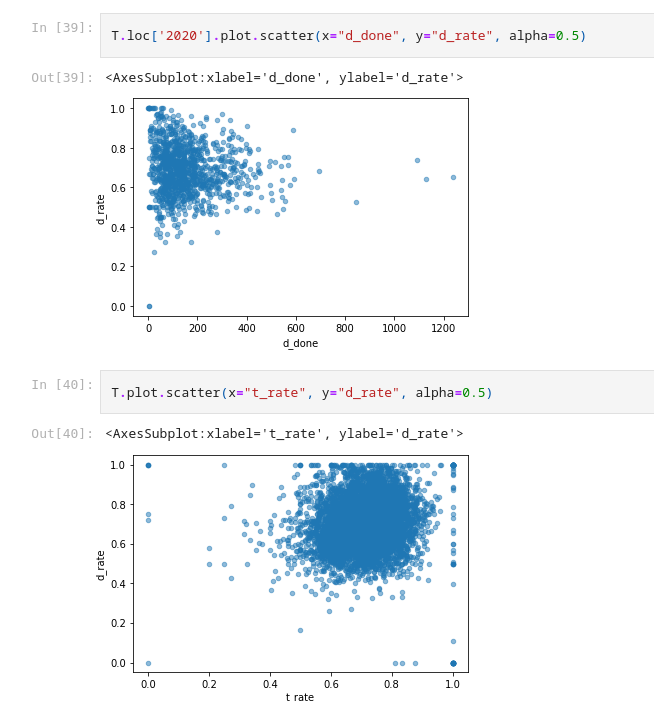 In [39]: T.loc['2020'].plot.scatter(x="d_done", y="d_rate", alpha=0.5)
Out[39]: <AxesSubplot:xlabel='d_done', ylabel='d_rate'>
1.0
0.8
0.6
0.4
0.2
0.0
d_rate
0 200 400 600 800 1000 1200
d_done
In [40]: T.plot.scatter(x="t_rate", y="d_rate", alpha=0.5)
Out[40]: <AxesSubplot:xlabel='t_rate', ylabel='d_rate'>
1.0
0.8
0.6
0.4
0.2
0.0
d_rate
0.0 0.2 0.4 0.6 0.8 1.0
t_rate